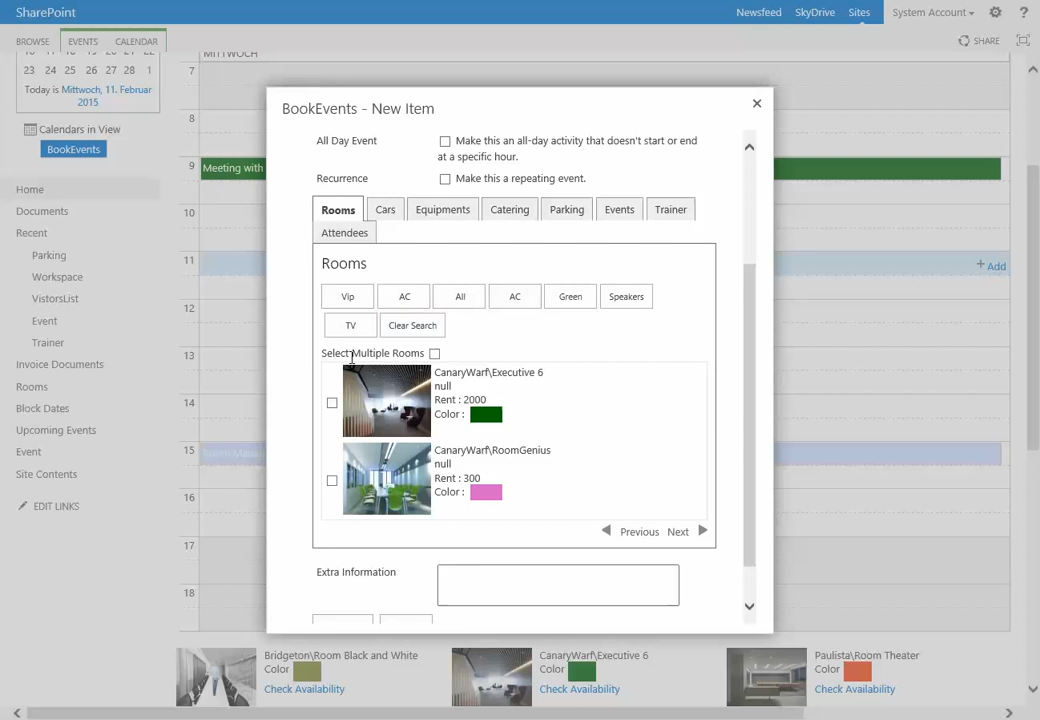 SharePoint
Newsfeed SkyDrive Sites System Account ?
BROWSE EVENTS CALENDAR SHARE
23 24 25 26 27 28 1
Today is Mittwoch, 11. Februar
2015
Calendars in View
BookEvents
Home
Documents
Recent
Parking
Workspace
VistorsList
Event
Trainer
Invoice Documents
Rooms
Block Dates
Upcoming Events
Event
Site Contents
EDIT LINKS
MITTWOCH
7
8
9 Meeting with
10
11 + Add
12
13
14
15
16
17
18
BookEvents - New Item
All Day Event Make this an all-day activity that doesn't start or end
at a specific hour.
Recurrence Make this a repeating event.
Rooms Cars Equipments Catering Parking Events Trainer
Attendees
Rooms
Vip AC All AC Green Speakers
TV Clear Search
Select Multiple Rooms
CanaryWarf\Executive 6
null
Rent : 2000
Color :
CanaryWarf\RoomGenius
null
Rent : 300
Color :
Previous Next
Extra Information
Bridgeton\Room Black and White
Color
Check Availability
CanaryWarf\Executive 6
Color
Check Availability
Paulista\Room Theater
Color
Check Availability